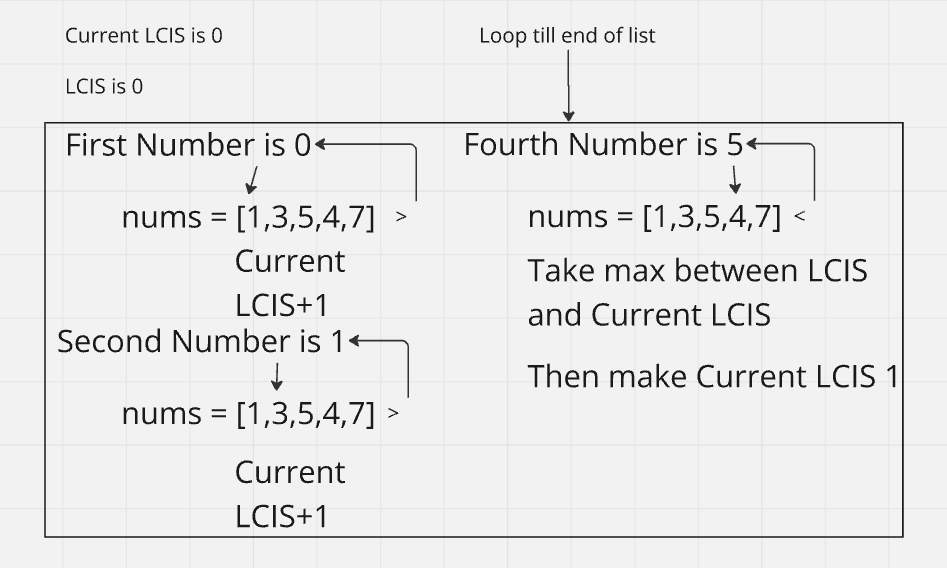 Current LCIS is 0
LCIS is 0
Loop till end of list
First Number is 0
nums = [1,3,5,4,7] >
Current
LCIS+1
Second Number is 1
nums = [1,3,5,4,7] >
Current
LCIS+1
Fourth Number is 5
nums = [1,3,5,4,7] <
Take max between LCIS
and Current LCIS
Then make Current LCIS 1